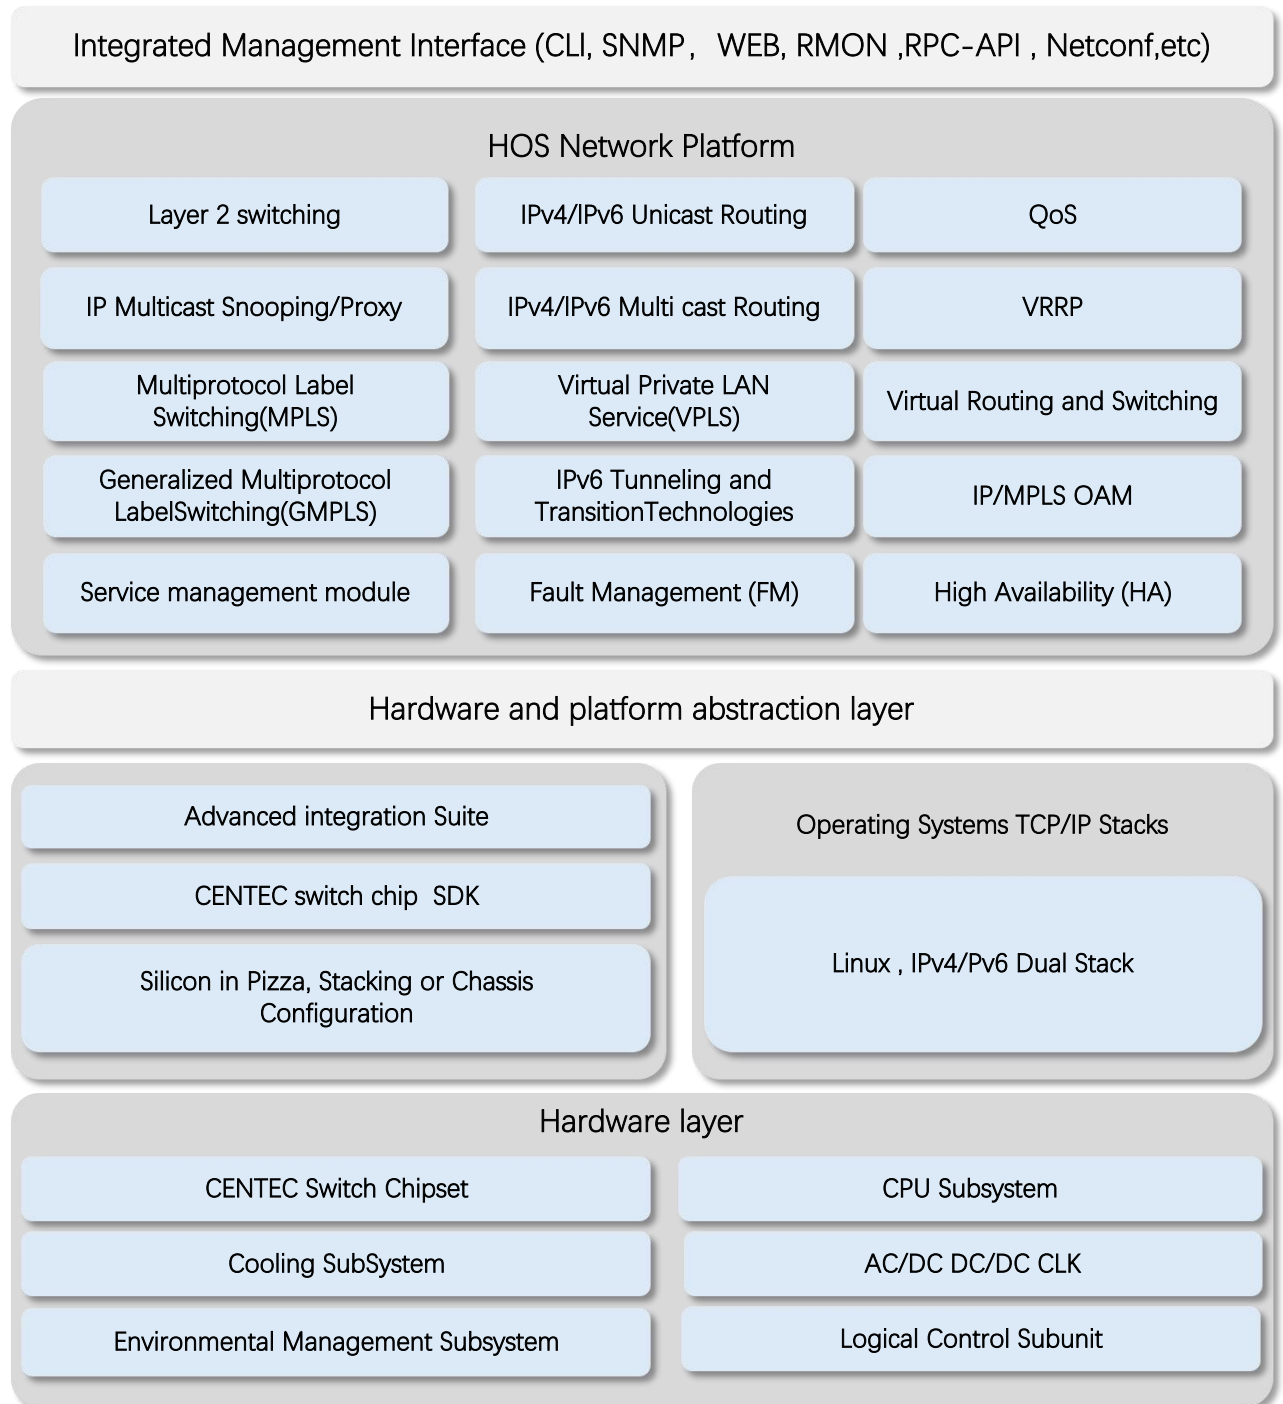 Integrated Management Interface (CLI, SNMP， WEB, RMON ,RPC-API , Netconf,etc)
HOS Network Platform
Layer 2 switching
IPv4/IPv6 Unicast Routing
QoS
IP Multicast Snooping/Proxy
IPv4/IPv6 Multi cast Routing
VRRP
Multiprotocol Label
Switching(MPLS)
Virtual Private LAN
Service(VPLS)
Virtual Routing and Switching
Generalized Multiprotocol
LabelSwitching(GMPLS)
IPv6 Tunneling and
TransitionTechnologies
IP/MPLS OAM
Service management module
Fault Management (FM)
High Availability (HA)
Hardware and platform abstraction layer
Advanced integration Suite
CENTEC switch chip  SDK
Silicon in Pizza, Stacking or Chassis
Configuration
Operating Systems TCP/IP Stacks
Linux , IPv4/Pv6 Dual Stack
Hardware layer
CENTEC Switch Chipset
CPU Subsystem
Cooling SubSystem
AC/DC DC/DC CLK
Environmental Management Subsystem
Logical Control Subunit